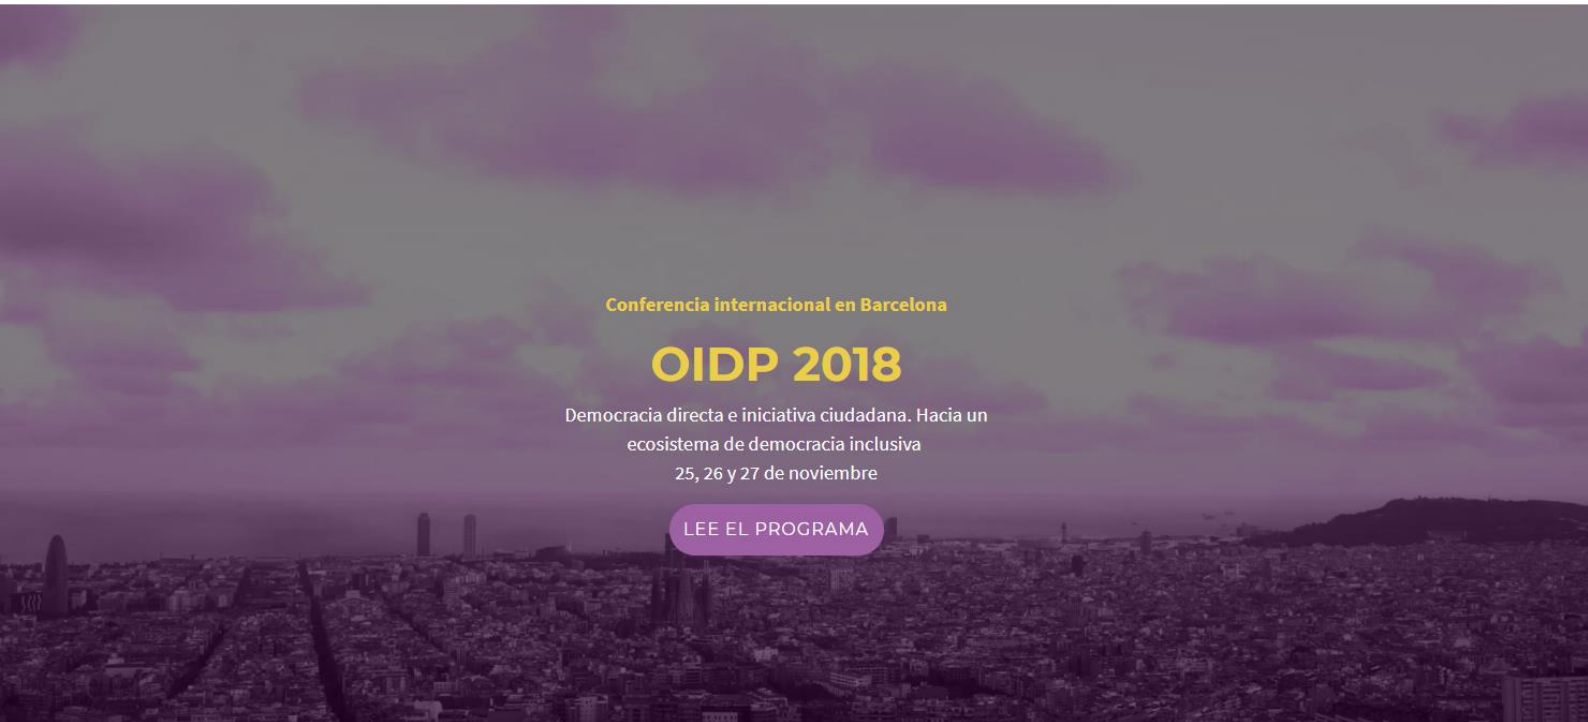 Conferencia internacional en Barcelona
OIDP 2018
Democracia directa e iniciativa ciudadana. Hacia un
ecosistema de democracia inclusiva
25, 26 y 27 de noviembre
LEE EL PROGRAMA